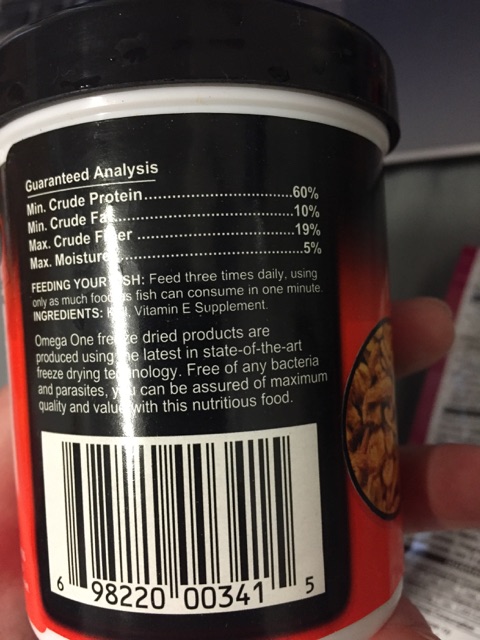 Guaranteed Analysis
Min. Crude Protein..............................60%
Min. Crude Fat..............................10%
Max. Crude Fiber ..............................19%
Max. Moisture..............................5%
FEEDING YOUR FISH: Feed three times daily, using
only as much food as fish can consume in one minute.
INGREDIENTS: Krill, Vitamin E Supplement.
Omega One freeze dried products are
produced using the latest in state-of-the-art
freeze drying technology. Free of any bacteria
and parasites, you can be assured of maximum
quality and value with this nutritious food.
6 98220 00341 5